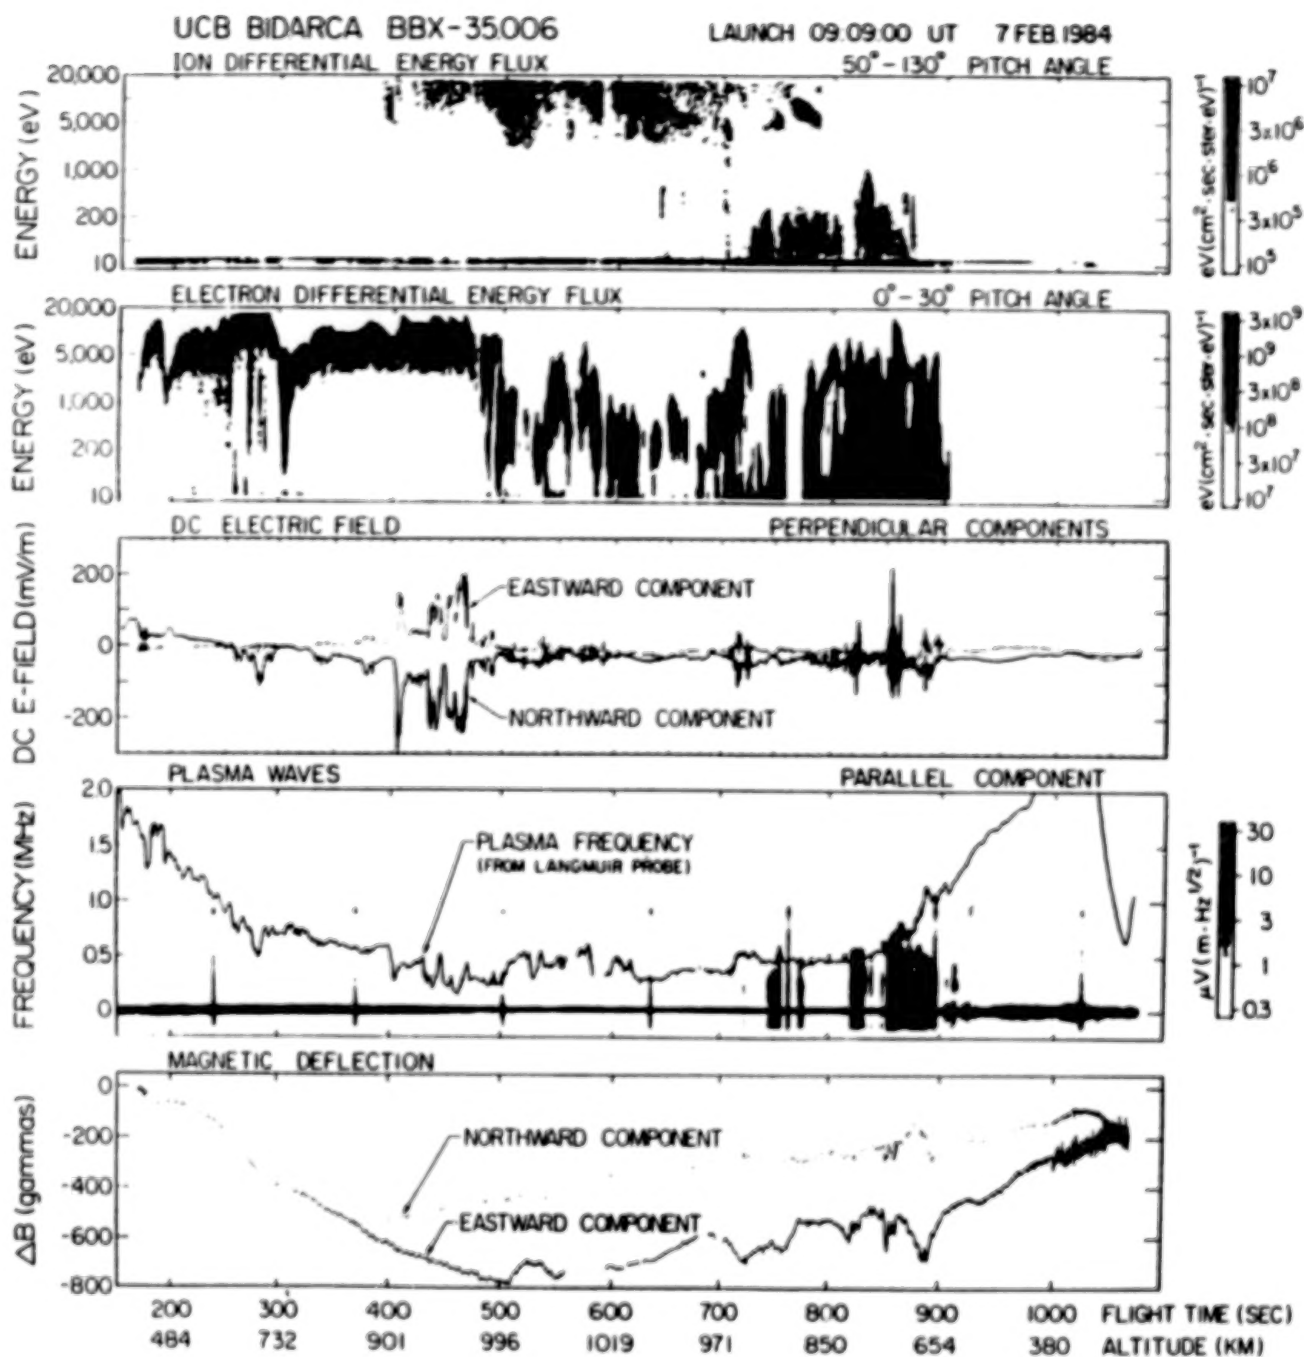 UCB BIDARCA BBX-35.006 LAUNCH 09:09:00 UT 7 FEB. 1984
ION DIFFERENTIAL ENERGY FLUX 50°-130° PITCH ANGLE
ENERGY (eV)
20,000
5,000
1,000
200
10
eV(cm²·sec·ster·eV)⁻¹
10⁷
3x10⁶
10⁶
3x10⁵
10⁵
ELECTRON DIFFERENTIAL ENERGY FLUX 0°-30° PITCH ANGLE
ENERGY (eV)
20,000
5,000
1,000
200
10
eV(cm²·sec·ster·eV)⁻¹
3x10⁹
10⁹
3x10⁸
10⁸
3x10⁷
10⁷
DC ELECTRIC FIELD PERPENDICULAR COMPONENTS
DC E-FIELD (mV/m)
200
0
-200
EASTWARD COMPONENT
NORTHWARD COMPONENT
PLASMA WAVES PARALLEL COMPONENT
FREQUENCY (MHz)
2.0
1.5
1.0
0.5
0
PLASMA FREQUENCY
(FROM LANGMUIR PROBE)
μV(m·Hz^1/2)⁻¹
30
10
3
1
0.3
MAGNETIC DEFLECTION
ΔB (gammas)
0
-200
-400
-600
-800
NORTHWARD COMPONENT
EASTWARD COMPONENT
200 300 400 500 600 700 800 900 1000 FLIGHT TIME (SEC)
484 732 901 996 1019 971 850 654 380 ALTITUDE (KM)